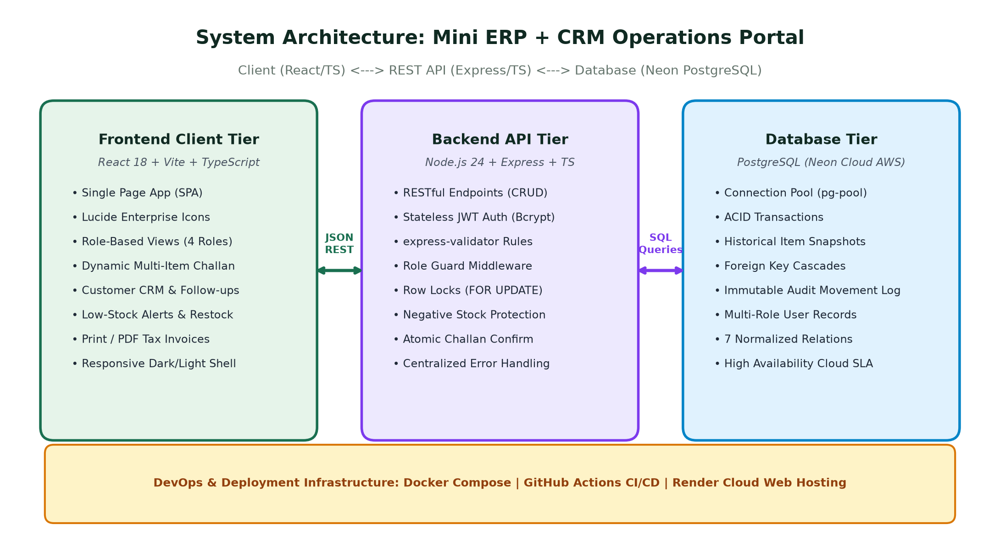 System Architecture: Mini ERP + CRM Operations Portal
Client (React/TS) <---> REST API (Express/TS) <---> Database (Neon PostgreSQL)
Frontend Client Tier
React 18 + Vite + TypeScript
• Single Page App (SPA)
• Lucide Enterprise Icons
• Role-Based Views (4 Roles)
• Dynamic Multi-Item Challan
• Customer CRM & Follow-ups
• Low-Stock Alerts & Restock
• Print / PDF Tax Invoices
• Responsive Dark/Light Shell
JSON
REST
Backend API Tier
Node.js 24 + Express + TS
• RESTful Endpoints (CRUD)
• Stateless JWT Auth (Bcrypt)
• express-validator Rules
• Role Guard Middleware
• Row Locks (FOR UPDATE)
• Negative Stock Protection
• Atomic Challan Confirm
• Centralized Error Handling
SQL
Queries
Database Tier
PostgreSQL (Neon Cloud AWS)
• Connection Pool (pg-pool)
• ACID Transactions
• Historical Item Snapshots
• Foreign Key Cascades
• Immutable Audit Movement Log
• Multi-Role User Records
• 7 Normalized Relations
• High Availability Cloud SLA
DevOps & Deployment Infrastructure: Docker Compose | GitHub Actions CI/CD | Render Cloud Web Hosting